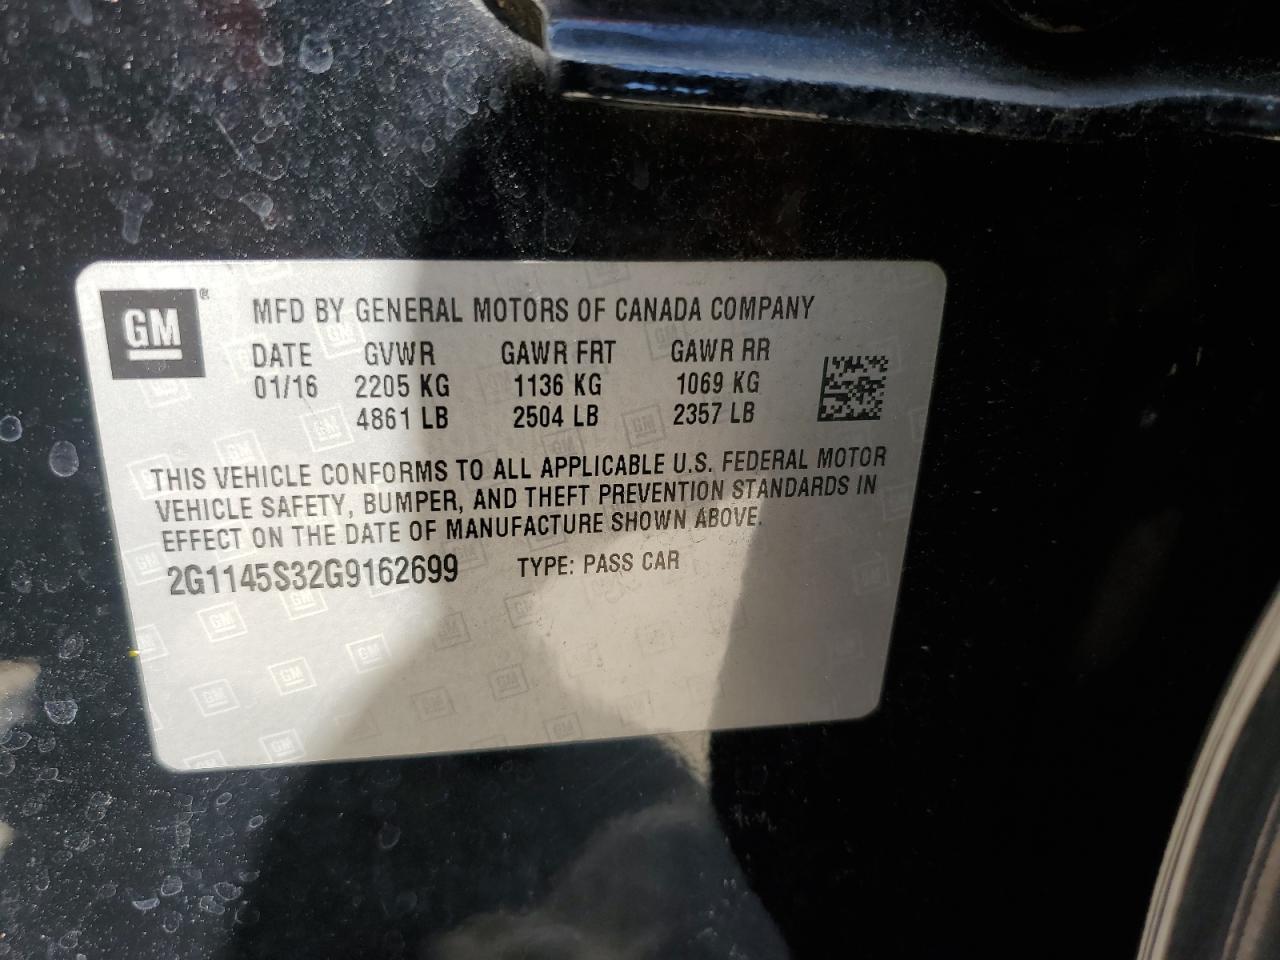 GM ®
MFD BY GENERAL MOTORS OF CANADA COMPANY
DATE GVWR GAWR FRT GAWR RR
01/16 2205 KG 1136 KG 1069 KG
4861 LB 2504 LB 2357 LB
THIS VEHICLE CONFORMS TO ALL APPLICABLE U.S. FEDERAL MOTOR
VEHICLE SAFETY, BUMPER, AND THEFT PREVENTION STANDARDS IN
EFFECT ON THE DATE OF MANUFACTURE SHOWN ABOVE.
2G1145S32G9162699 TYPE: PASS CAR